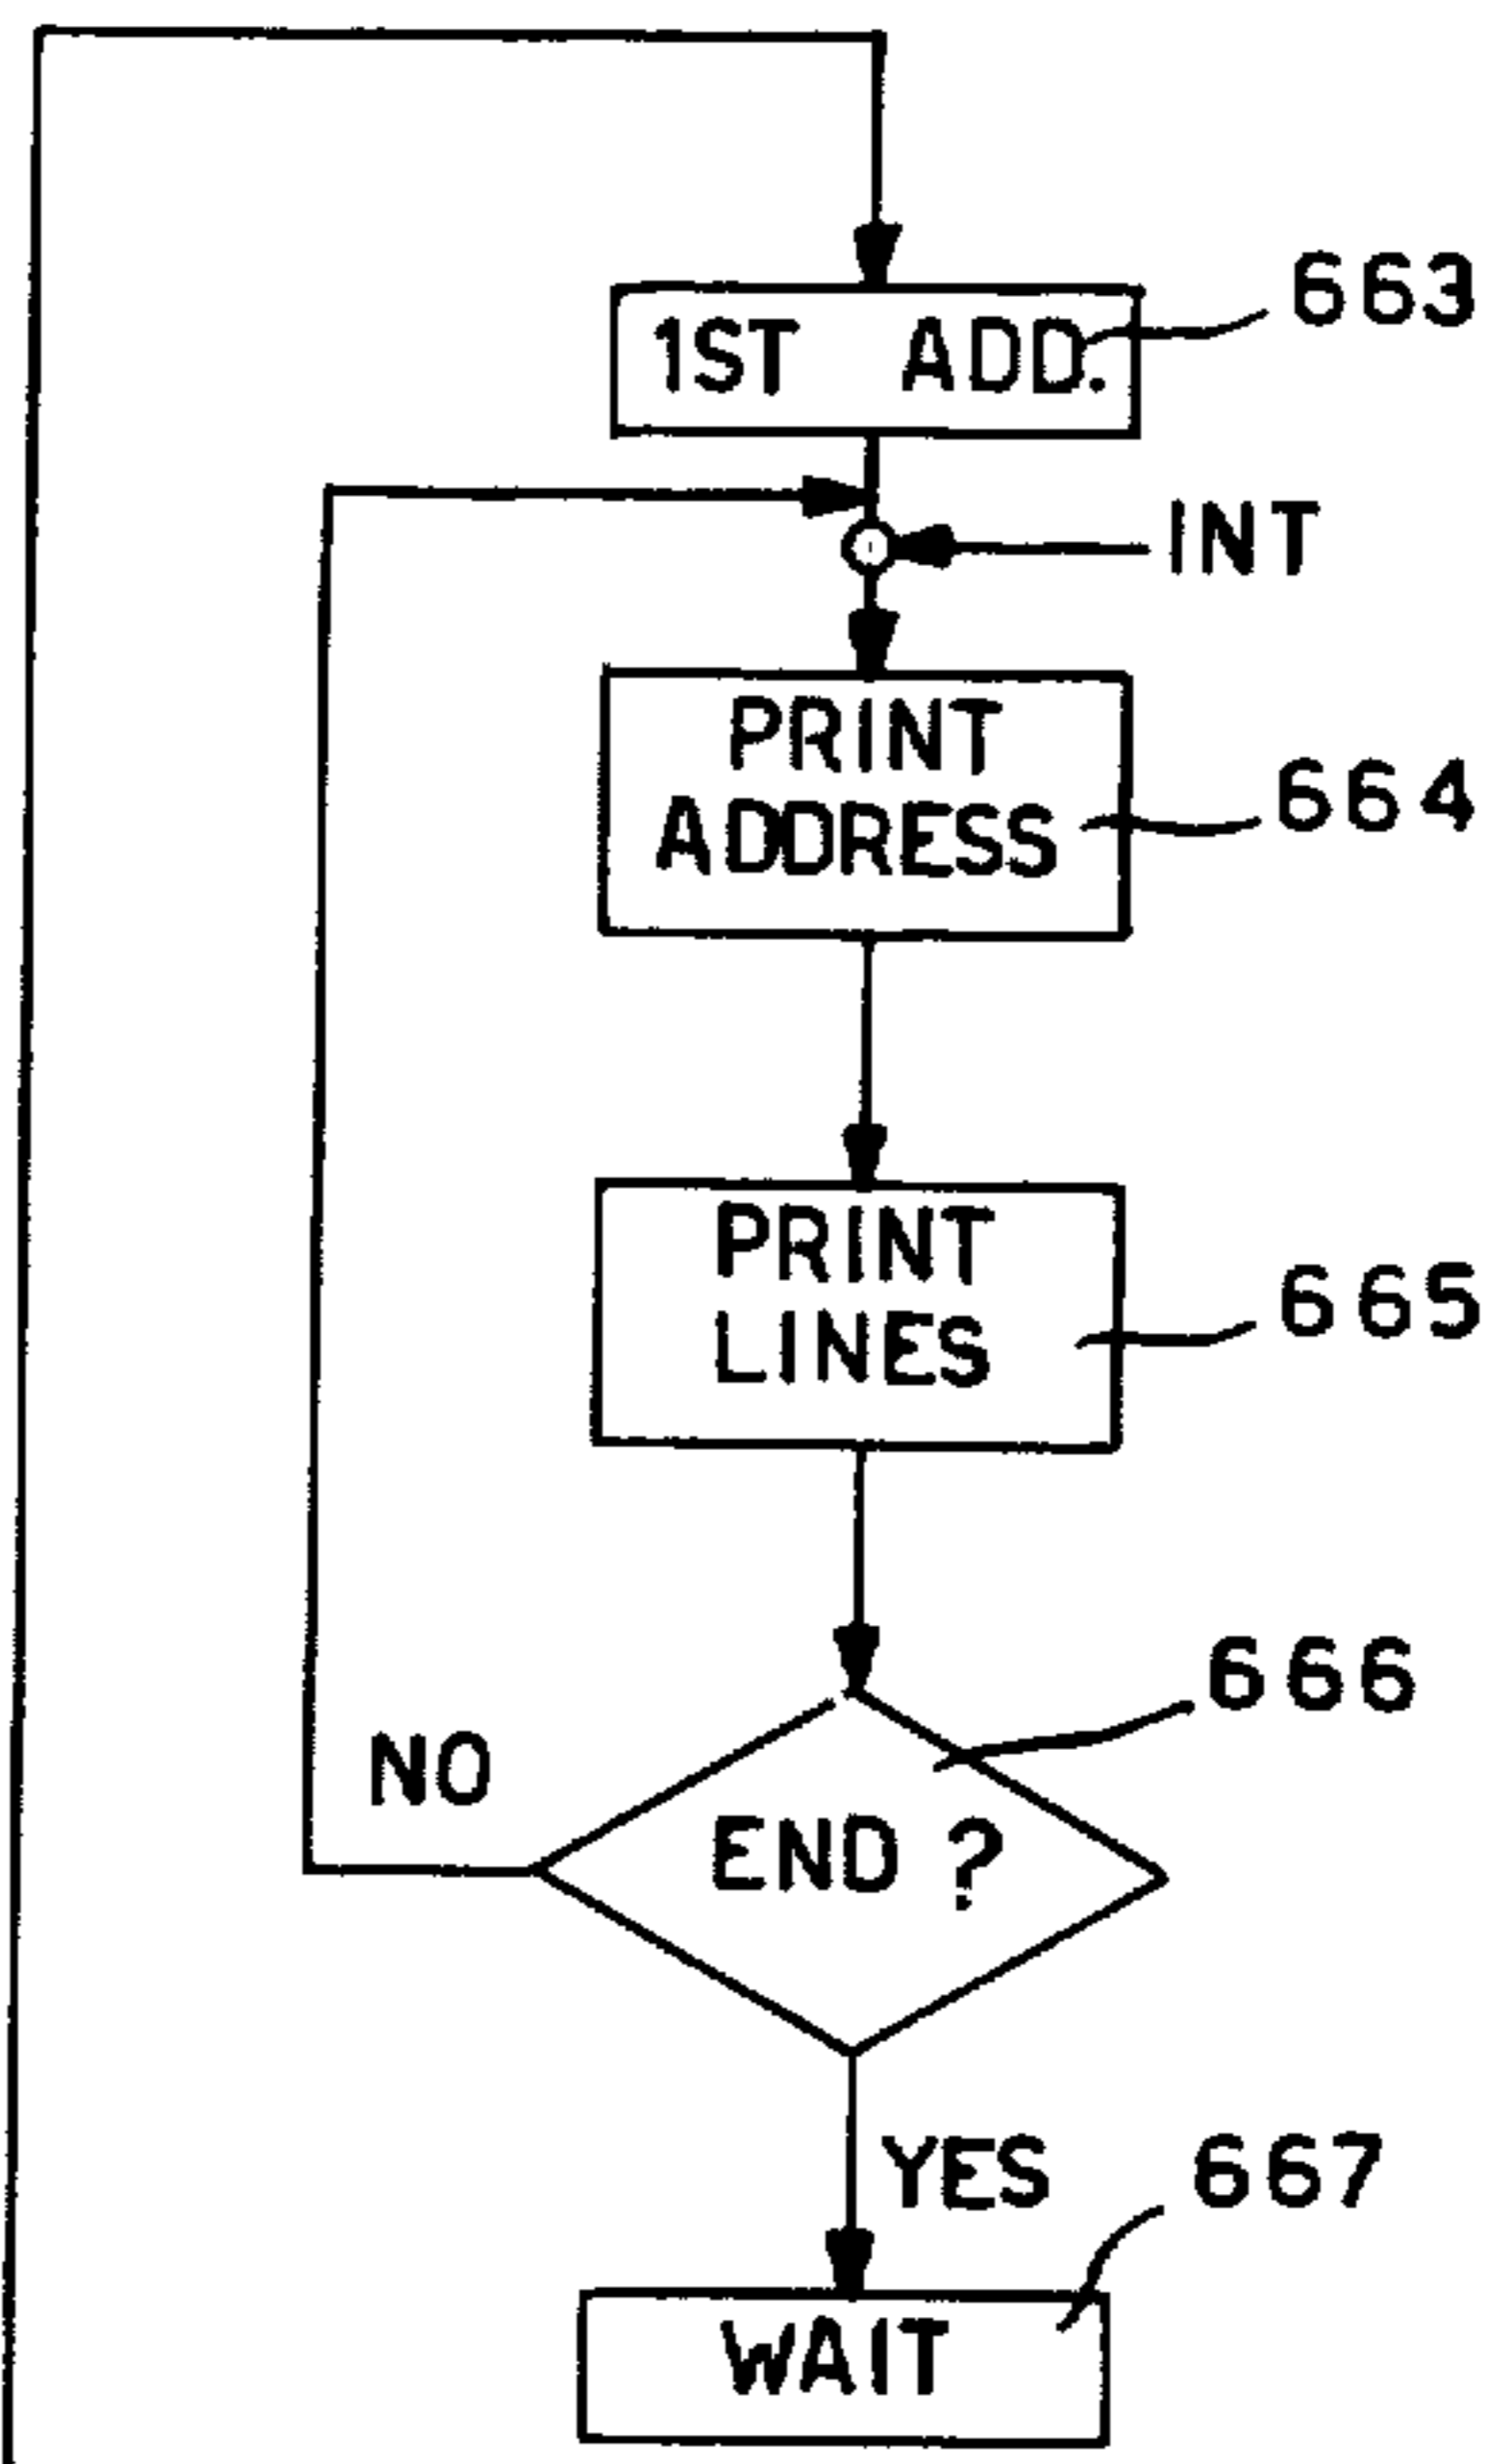 1ST ADD.
663
INT
PRINT
ADDRESS
664
PRINT
LINES
665
666
NO
END ?
YES
667
WAIT